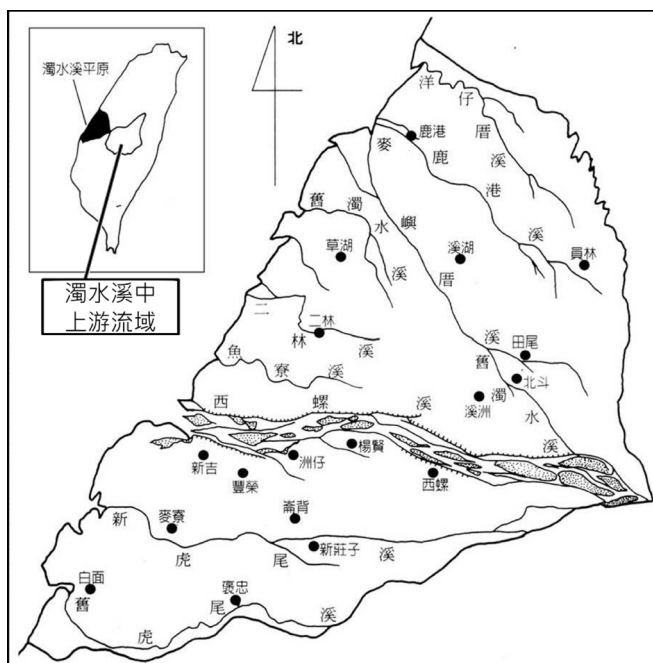 濁水溪平原
濁水溪中
上游流域
北
洋仔厝溪
鹿港
鹿港溪
麥嶼厝溪
舊濁水溪
草湖
溪湖
員林
二林溪
二林
魚寮溪
田尾
北斗
舊濁水溪
溪洲
西螺溪
楊賢
新吉
洲仔
豐榮
西螺
崙背
麥寮
新虎尾溪
新莊子
白面
褒忠
舊虎尾溪